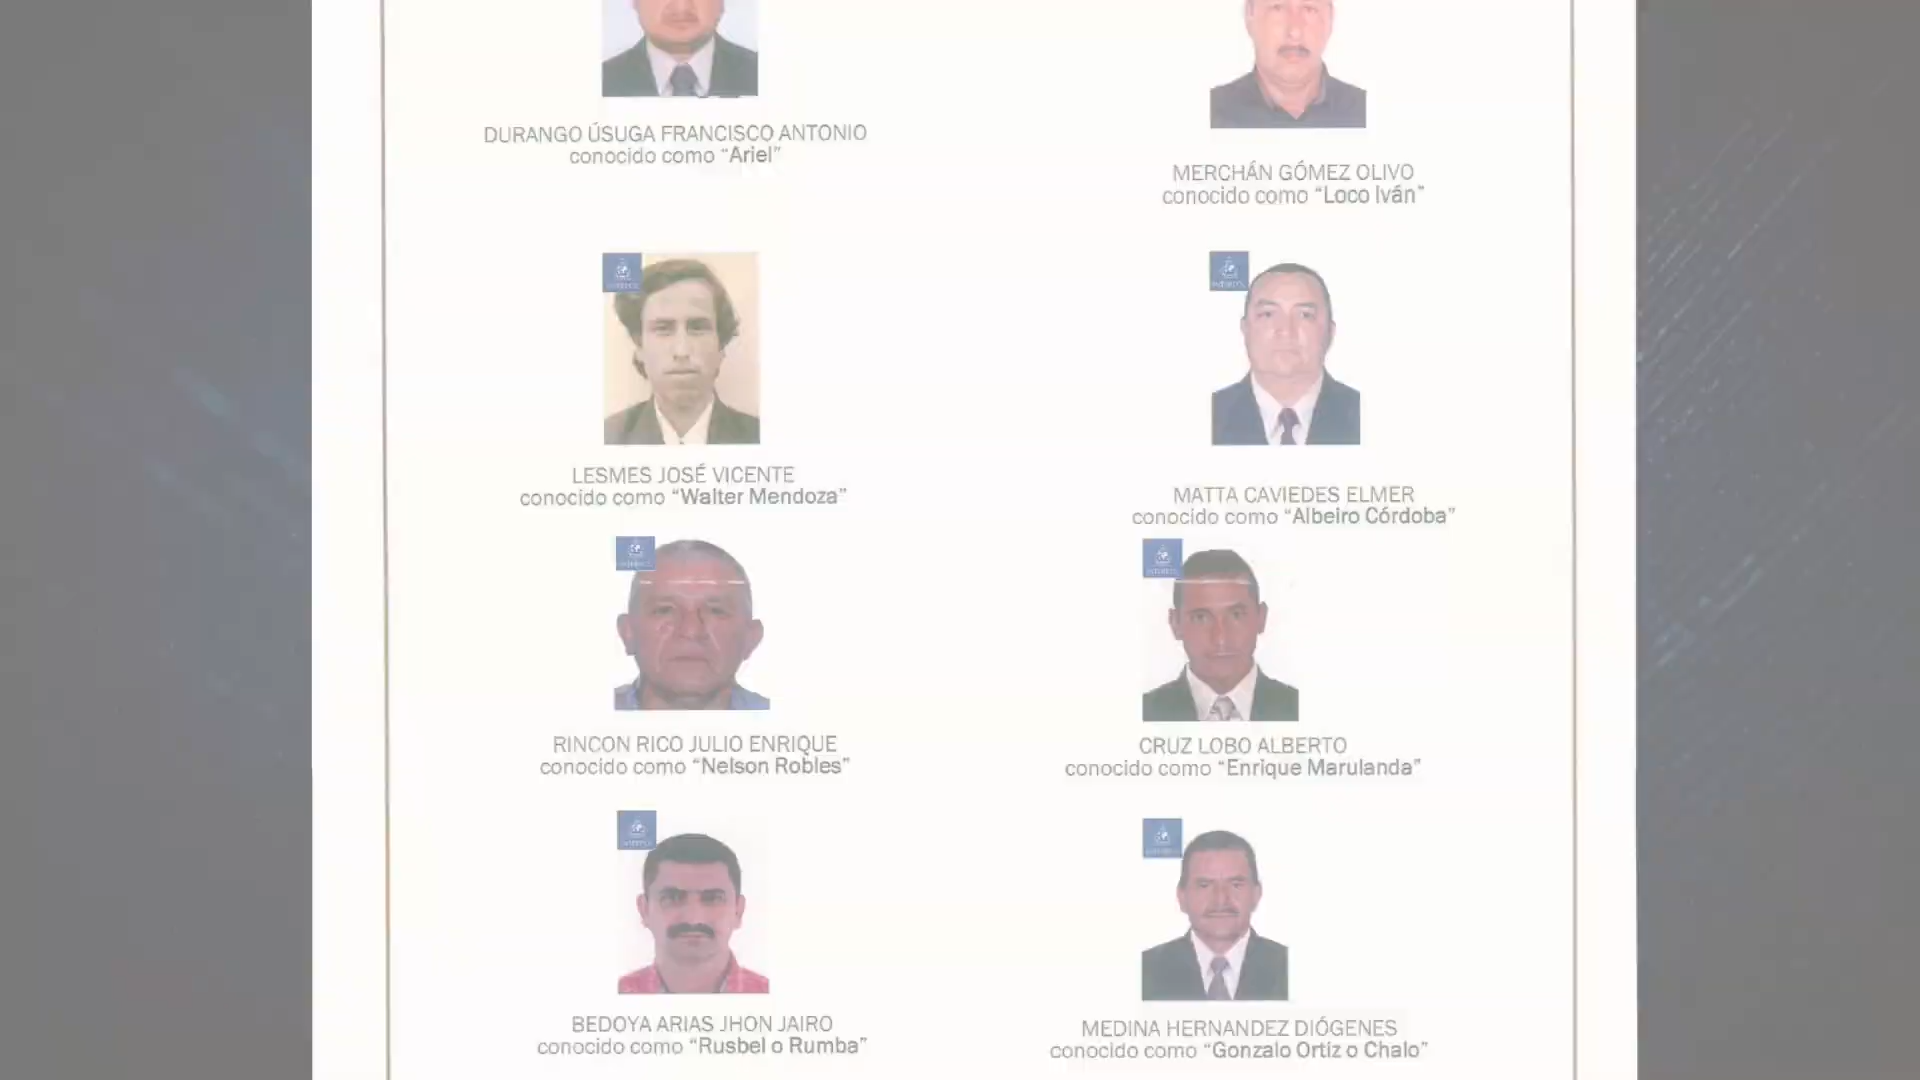 DURANGO ÚSUGA FRANCISCO ANTONIO
conocido como “Ariel”
MERCHÁN GÓMEZ OLIVO
conocido como “Loco Iván”
LESMES JOSÉ VICENTE
conocido como “Walter Mendoza”
MATTA CAVIEDES ELMER
conocido como “Albeiro Córdoba”
RINCON RICO JULIO ENRIQUE
conocido como “Nelson Robles”
CRUZ LOBO ALBERTO
conocido como “Enrique Marulanda”
BEDOYA ARIAS JHON JAIRO
conocido como “Rusbel o Rumba”
MEDINA HERNANDEZ DIÓGENES
conocido como “Gonzalo Ortiz o Chalo”